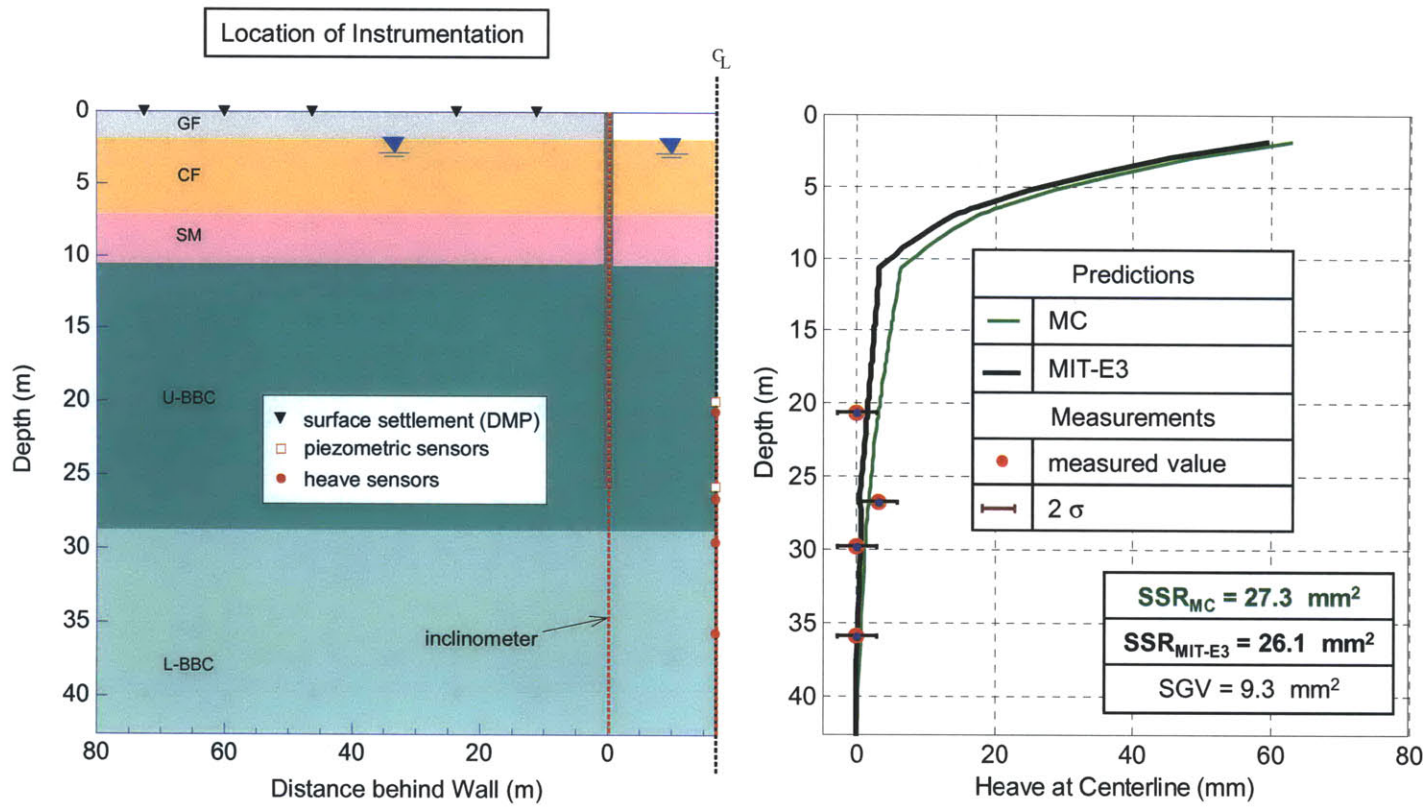 Location of Instrumentation
℄
0
5
10
15
20
25
30
35
40
Depth (m)
GF
CF
SM
U-BBC
L-BBC
surface settlement (DMP)
piezometric sensors
heave sensors
inclinometer
80
60
40
20
0
Distance behind Wall (m)
0
5
10
15
20
25
30
35
40
Depth (m)
Predictions
MC
MIT-E3
Measurements
measured value
2 σ
SSR_MC = 27.3 mm²
SSR_MIT-E3 = 26.1 mm²
SGV = 9.3 mm²
0
20
40
60
80
Heave at Centerline (mm)